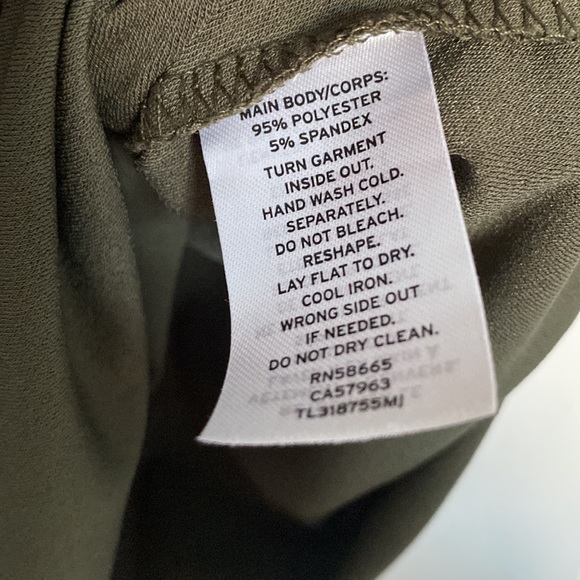 MAIN BODY/CORPS:
95% POLYESTER
5% SPANDEX
TURN GARMENT
INSIDE OUT.
HAND WASH COLD.
SEPARATELY.
DO NOT BLEACH.
RESHAPE.
LAY FLAT TO DRY.
COOL IRON.
WRONG SIDE OUT
IF NEEDED.
DO NOT DRY CLEAN.
RN58665
CA57963
TL318755MJ